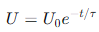 U = U₀e^{-t/τ}